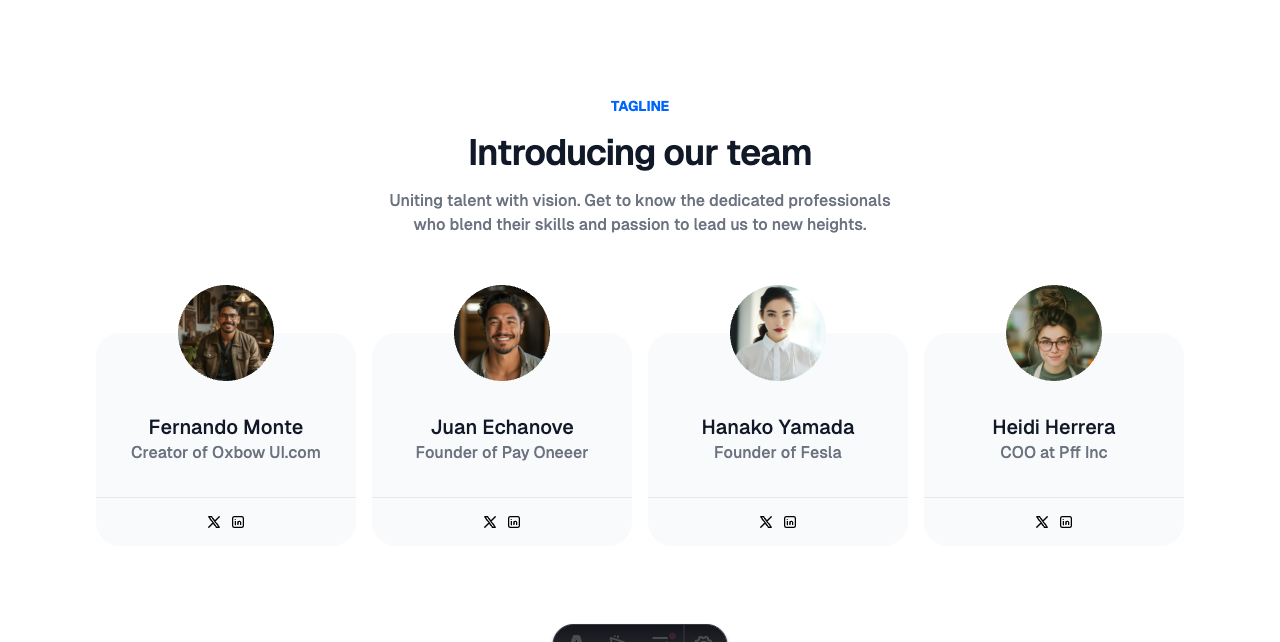 TAGLINE
Introducing our team
Uniting talent with vision. Get to know the dedicated professionals
who blend their skills and passion to lead us to new heights.
Fernando Monte
Creator of Oxbow UI.com
Juan Echanove
Founder of Pay Oneeer
Hanako Yamada
Founder of Fesla
Heidi Herrera
COO at Pff Inc